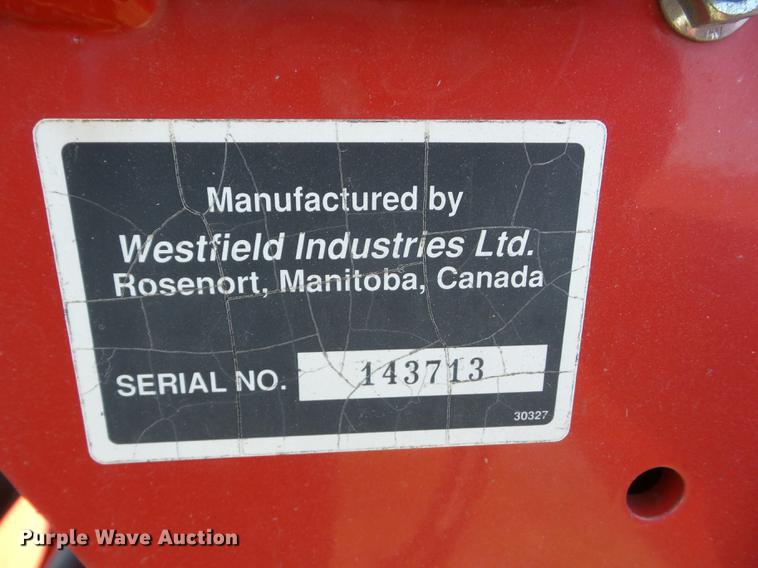 Manufactured by
Westfield Industries Ltd.
Rosenort, Manitoba, Canada
SERIAL NO. 143713
30327
Purple Wave Auction